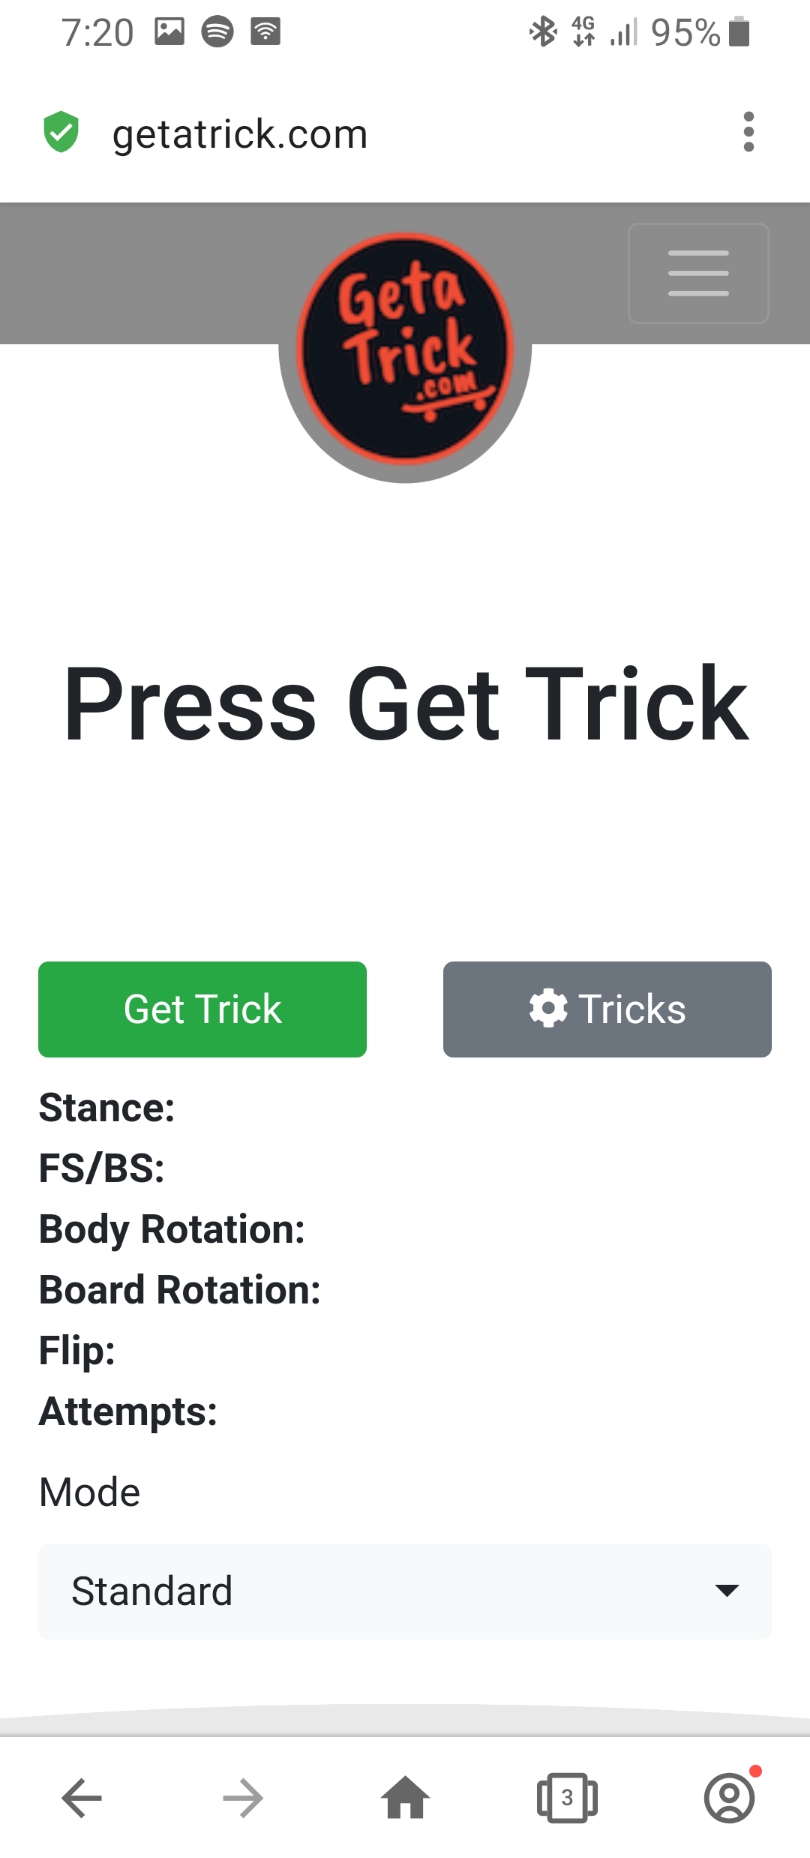 7:20 4G 95%
getatrick.com
Geta
Trick
.com
Press Get Trick
Get Trick Tricks
Stance:
FS/BS:
Body Rotation:
Board Rotation:
Flip:
Attempts:
Mode
Standard
3